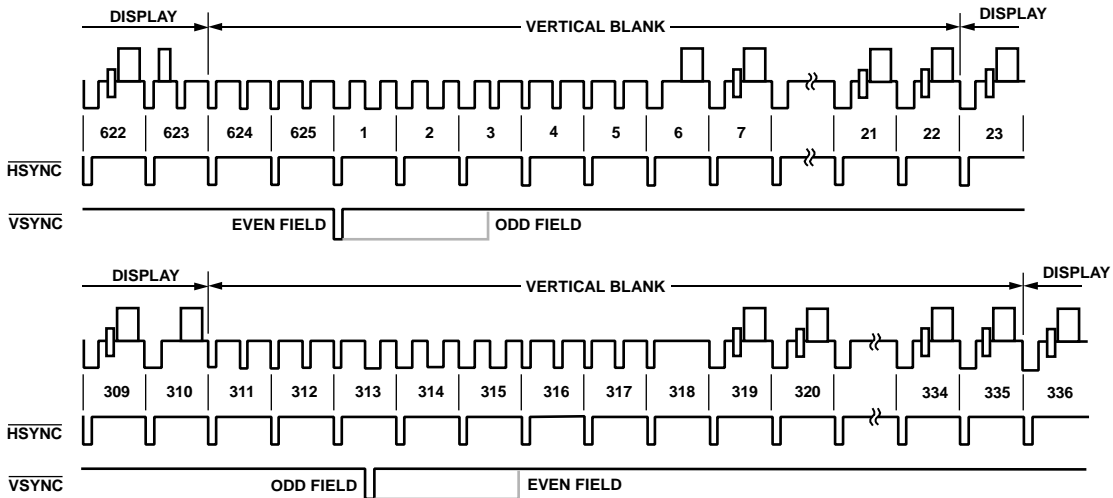 DISPLAY VERTICAL BLANK DISPLAY
622 623 624 625 1 2 3 4 5 6 7 21 22 23
HSYNC
VSYNC EVEN FIELD ODD FIELD
DISPLAY VERTICAL BLANK DISPLAY
309 310 311 312 313 314 315 316 317 318 319 320 334 335 336
HSYNC
VSYNC ODD FIELD EVEN FIELD